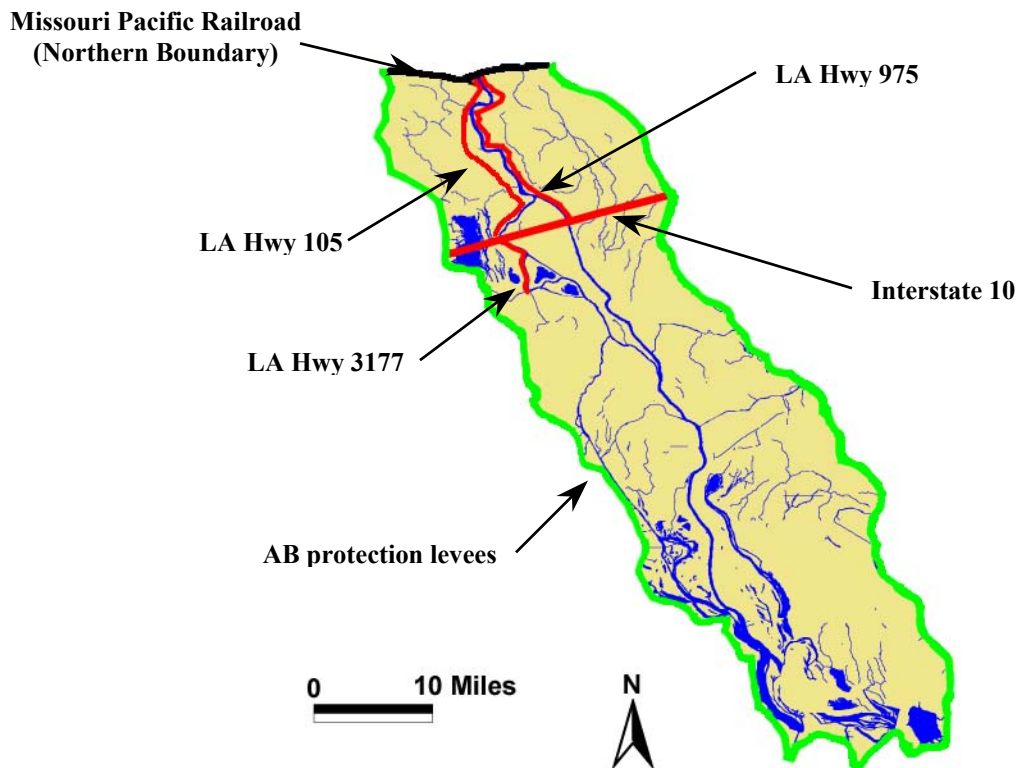 Missouri Pacific Railroad
(Northern Boundary)
LA Hwy 975
LA Hwy 105
Interstate 10
LA Hwy 3177
AB protection levees
0 10 Miles
N